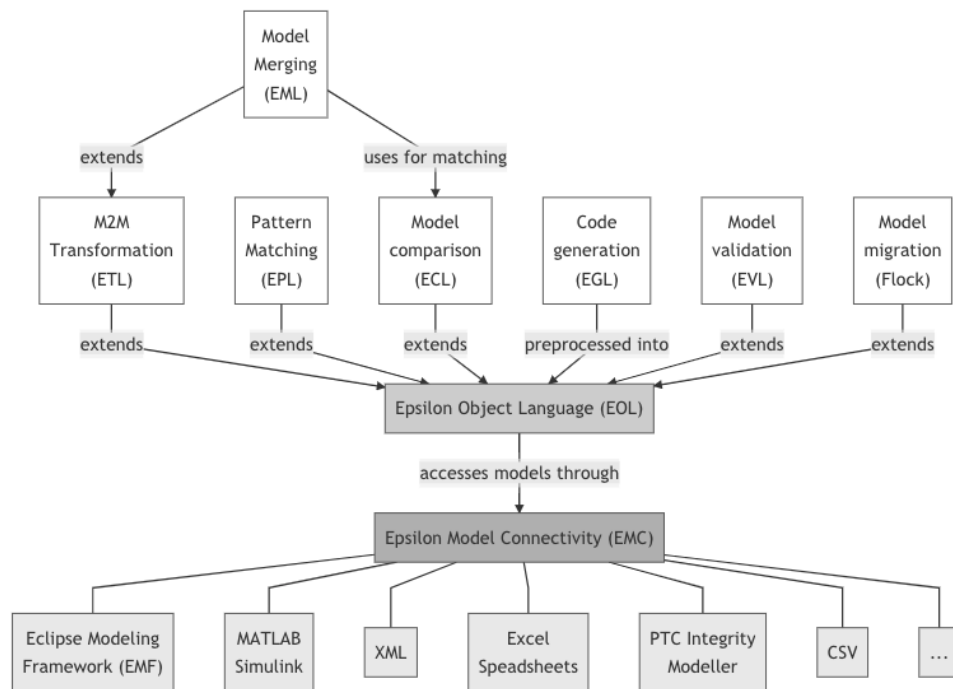 Model
Merging
(EML)
extends
uses for matching
M2M
Transformation
(ETL)
Pattern
Matching
(EPL)
Model
comparison
(ECL)
Code
generation
(EGL)
Model
validation
(EVL)
Model
migration
(Flock)
extends
extends
extends
preprocessed into
extends
extends
Epsilon Object Language (EOL)
accesses models through
Epsilon Model Connectivity (EMC)
Eclipse Modeling
Framework (EMF)
MATLAB
Simulink
XML
Excel
Speadsheets
PTC Integrity
Modeller
CSV
...